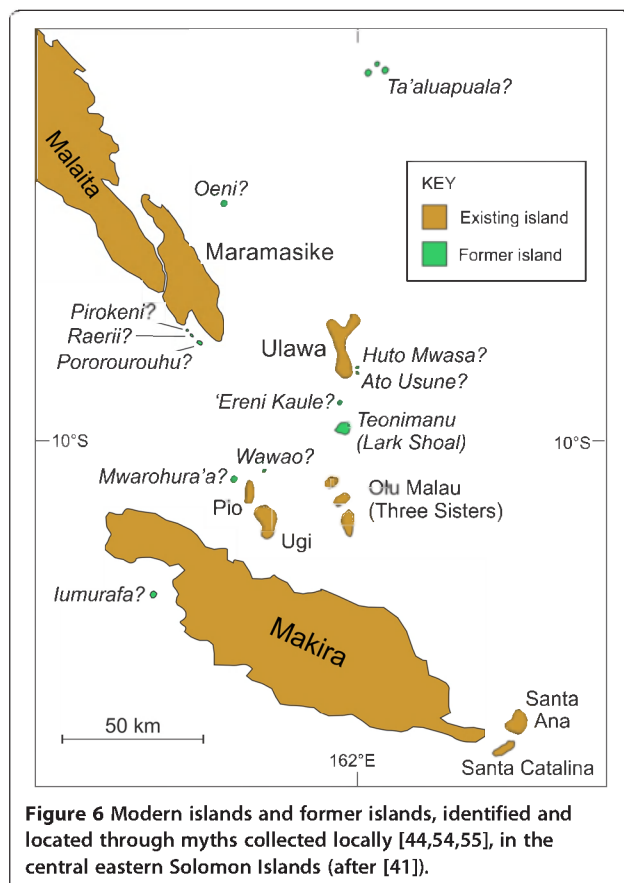 Ta'aluapuala?
Malaita
KEY
Existing island
Former island
Oeni?
Maramasike
Pirokeni?
Raerii?
Pororourouhu?
Ulawa
Huto Mwasa?
Ato Usune?
'Ereni Kaule?
Teonimanu
(Lark Shoal)
10°S
10°S
Wawao?
Mwarohura'a?
Pio
Ugi
Olu Malau
(Three Sisters)
Iumurafa?
Makira
Santa
Ana
50 km
162°E
Santa Catalina
Figure 6 Modern islands and former islands, identified and
located through myths collected locally [44,54,55], in the
central eastern Solomon Islands (after [41]).